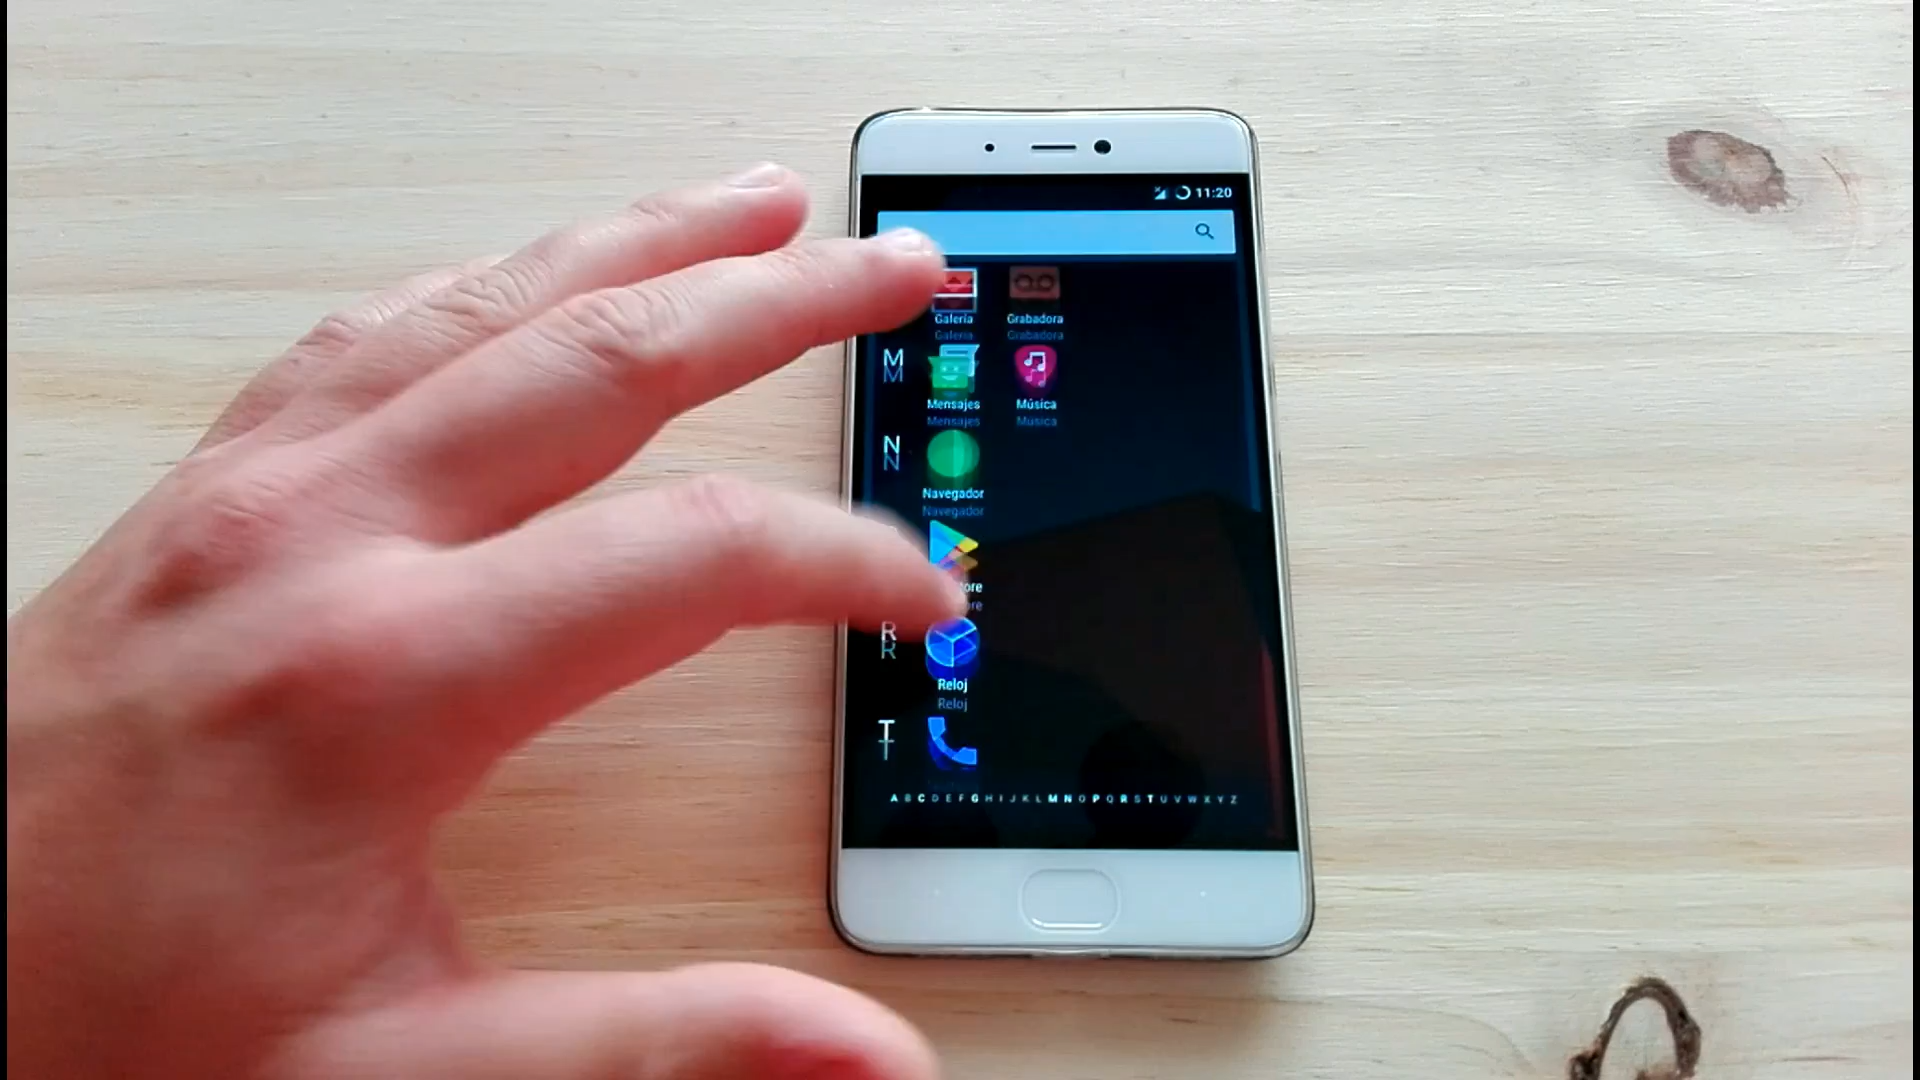 11:20
Galería Grabadora
Galería Grabadora
M
M
Mensajes Música
Mensajes Música
N
N
Navegador
Navegador
R
R
Reloj
Reloj
T
T
A B C D E F G H I J K L M N O P Q R S T U V W X Y Z